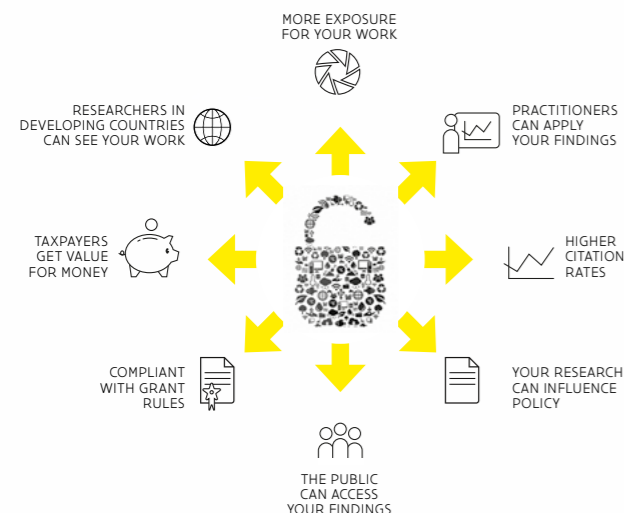 MORE EXPOSURE
FOR YOUR WORK
RESEARCHERS IN
DEVELOPING COUNTRIES
CAN SEE YOUR WORK
PRACTITIONERS
CAN APPLY
YOUR FINDINGS
TAXPAYERS
GET VALUE
FOR MONEY
HIGHER
CITATION
RATES
COMPLIANT
WITH GRANT
RULES
YOUR RESEARCH
CAN INFLUENCE
POLICY
THE PUBLIC
CAN ACCESS
YOUR FINDINGS